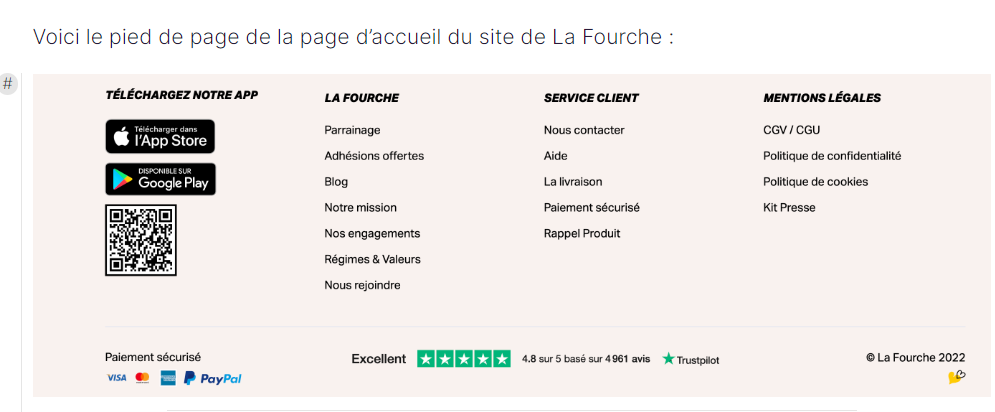 Voici le pied de page de la page d’accueil du site de La Fourche :
#
TÉLÉCHARGEZ NOTRE APP
Télécharger dans
l'App Store
DISPONIBLE SUR
Google Play
LA FOURCHE
Parrainage
Adhésions offertes
Blog
Notre mission
Nos engagements
Régimes & Valeurs
Nous rejoindre
SERVICE CLIENT
Nous contacter
Aide
La livraison
Paiement sécurisé
Rappel Produit
MENTIONS LÉGALES
CGV / CGU
Politique de confidentialité
Politique de cookies
Kit Presse
Paiement sécurisé
VISA PayPal
Excellent 4.8 sur 5 basé sur 4 961 avis Trustpilot
© La Fourche 2022